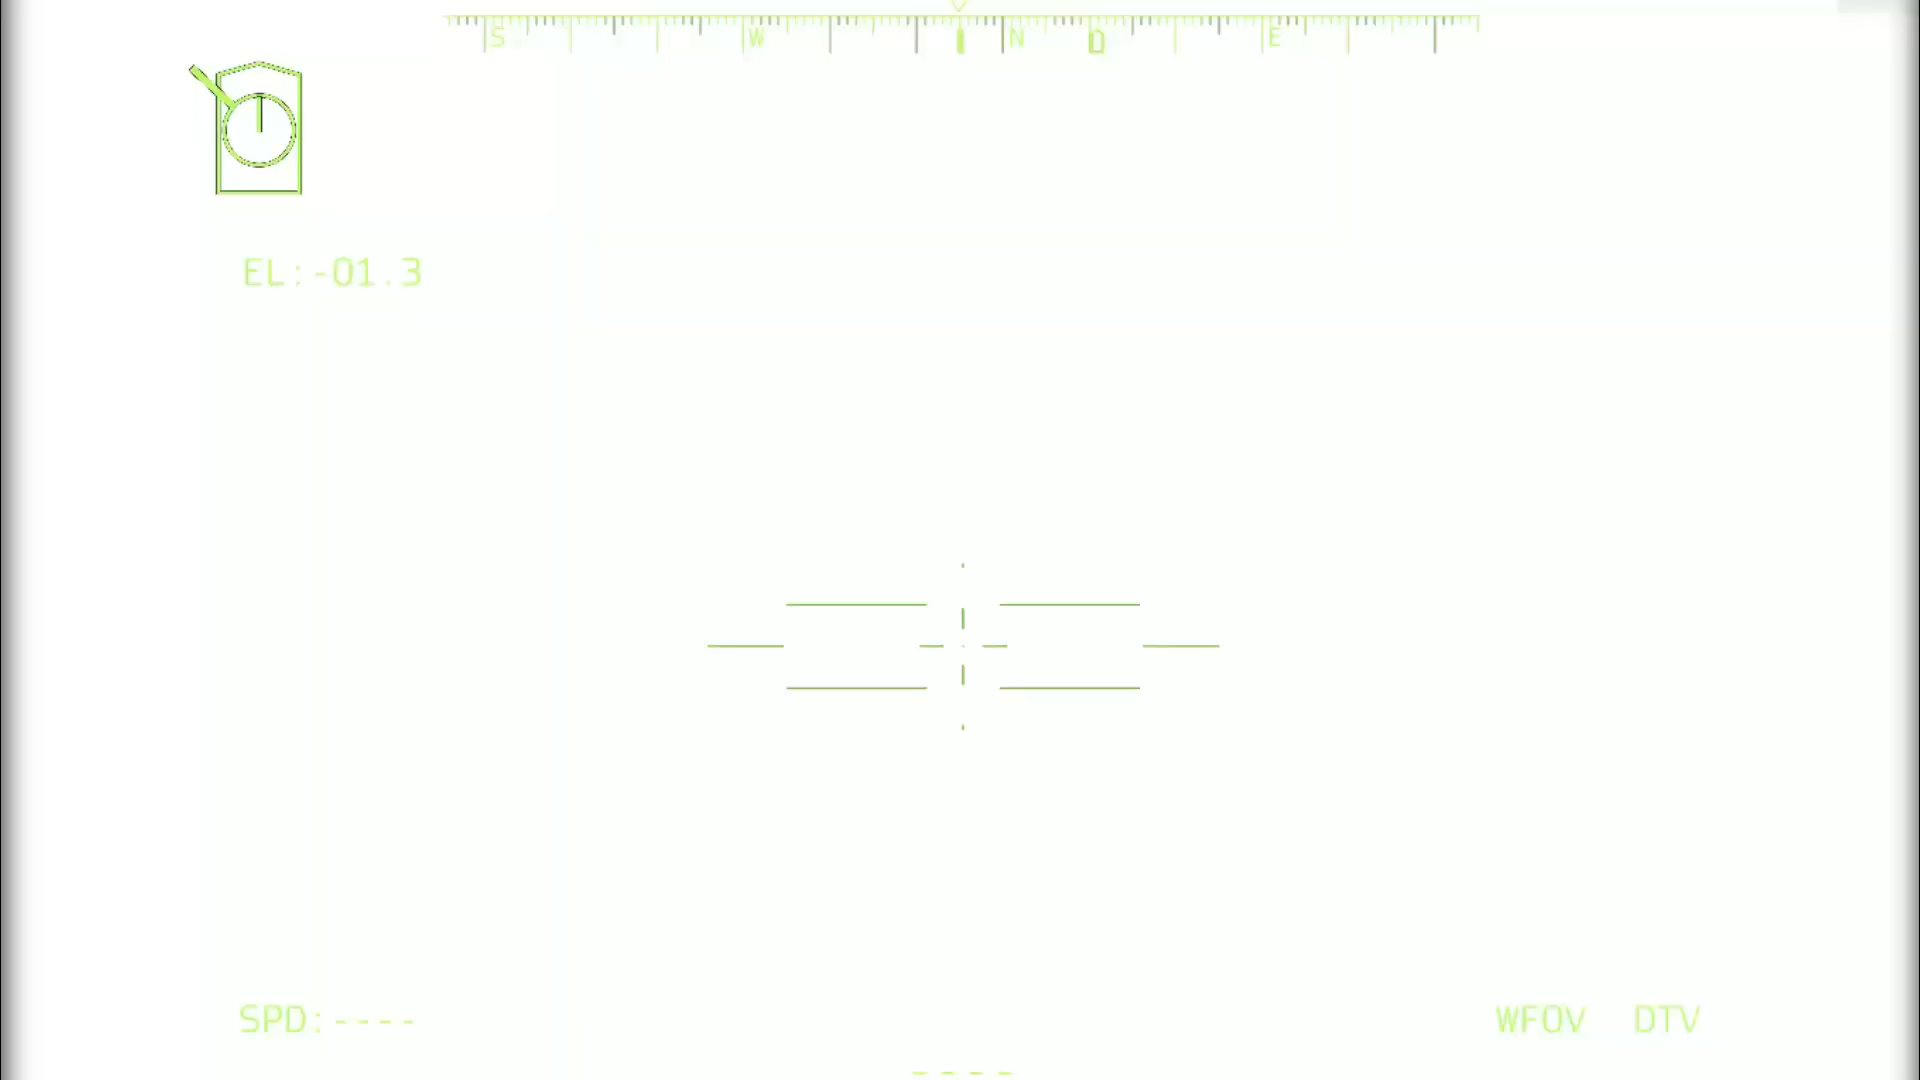 S W N E
EL:-01.3
SPD:----
WFOV DTV
----